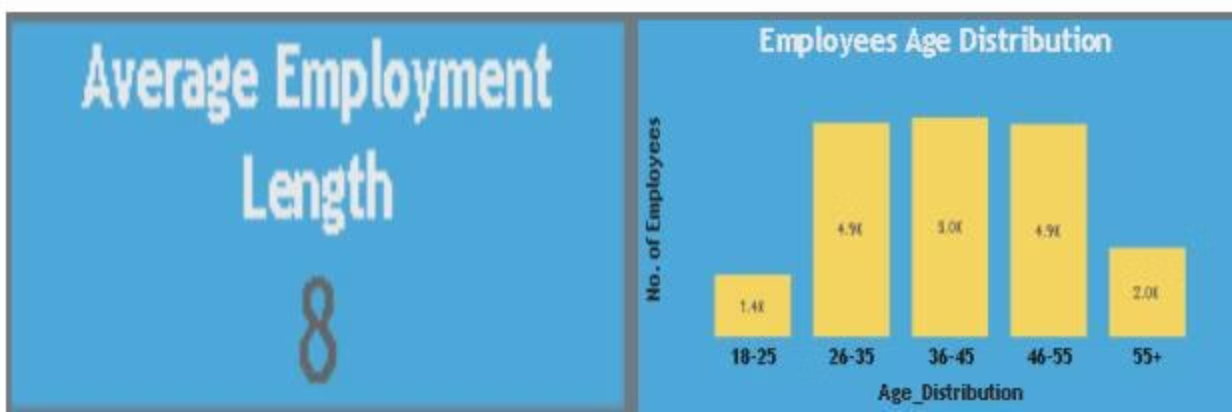 Average Employment
Length
8
Employees Age Distribution
No. of Employees
1.4K
4.9K
5.0K
4.9K
2.0K
18-25
26-35
36-45
46-55
55+
Age_Distribution